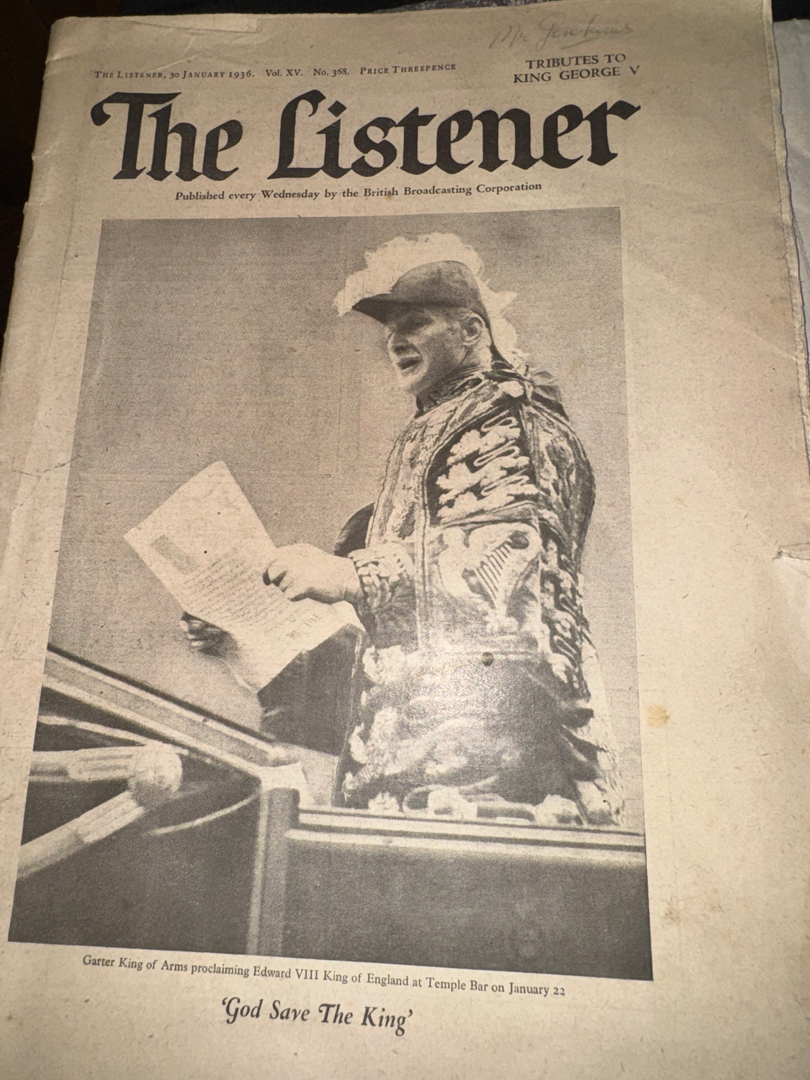 Mr Jenkins
THE LISTENER, 30 JANUARY 1936. VOL. XV. NO. 368. PRICE THREEPENCE
TRIBUTES TO
KING GEORGE V
The Listener
Published every Wednesday by the British Broadcasting Corporation
Garter King of Arms proclaiming Edward VIII King of England at Temple Bar on January 22
‘God Save The King’